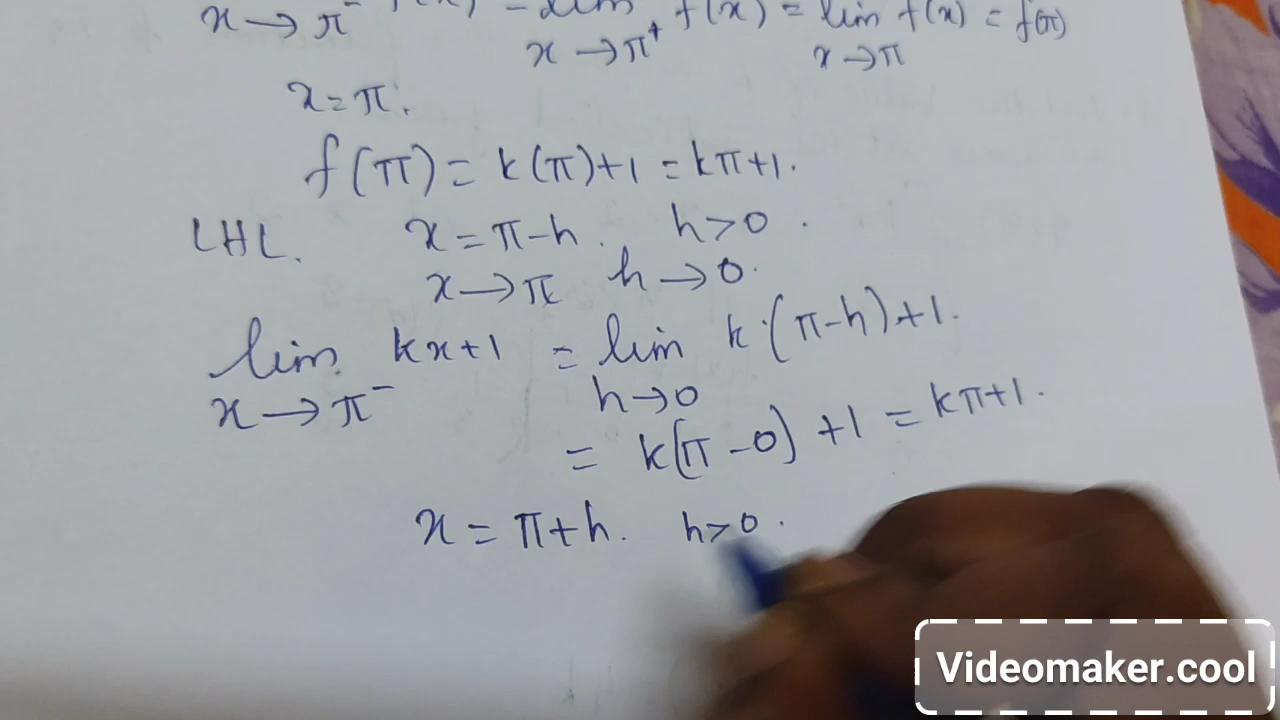 x → π⁻ f(x) = lim x → π⁺ f(x) = lim x → π f(x) = f(π)
x = π.
f(π) = k(π)+1 = kπ+1.
LHL. x = π-h. h>0.
x → π h → 0.
lim x → π⁻ kx+1 = lim h → 0 k·(π-h)+1.
= k(π-0) +1 = kπ+1.
x = π+h. h>0.
Videomaker.cool